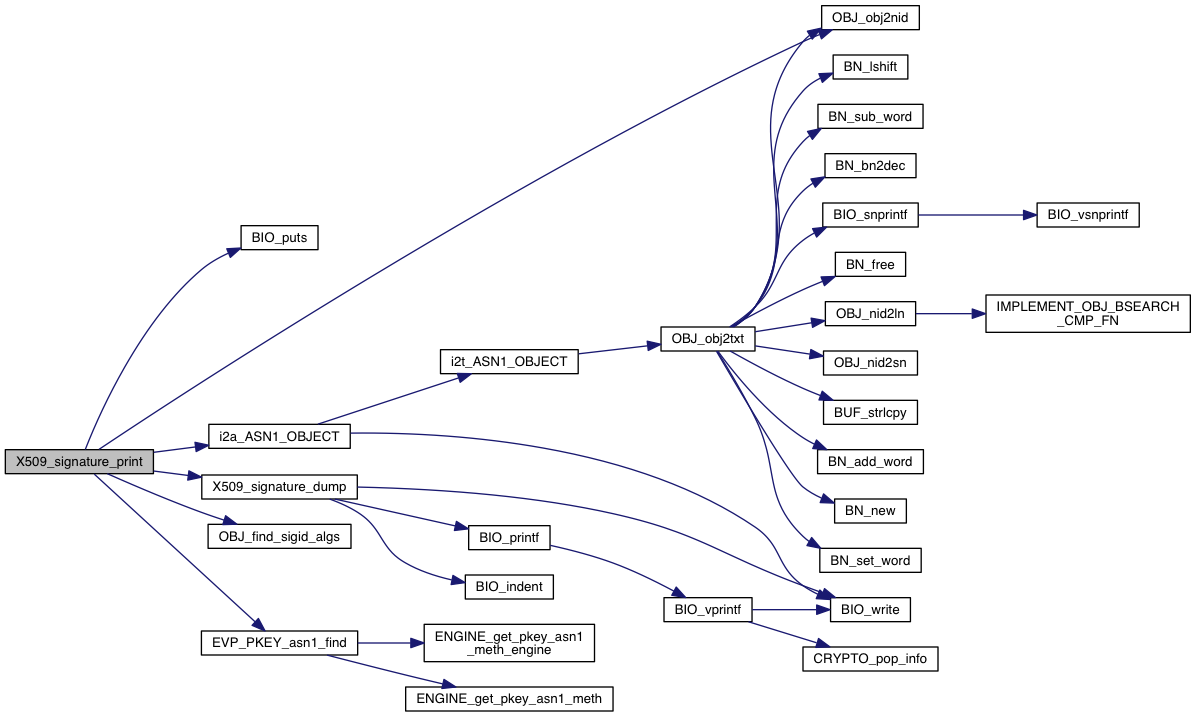 OBJ_obj2nid
BN_lshift
BN_sub_word
BN_bn2dec
BIO_snprintf
BIO_vsnprintf
BIO_puts
BN_free
IMPLEMENT_OBJ_BSEARCH
_CMP_FN
OBJ_nid2ln
OBJ_obj2txt
i2t_ASN1_OBJECT
OBJ_nid2sn
BUF_strlcpy
i2a_ASN1_OBJECT
X509_signature_print
BN_add_word
X509_signature_dump
BN_new
OBJ_find_sigid_algs
BIO_printf
BN_set_word
BIO_indent
BIO_vprintf
BIO_write
EVP_PKEY_asn1_find
ENGINE_get_pkey_asn1
_meth_engine
CRYPTO_pop_info
ENGINE_get_pkey_asn1_meth